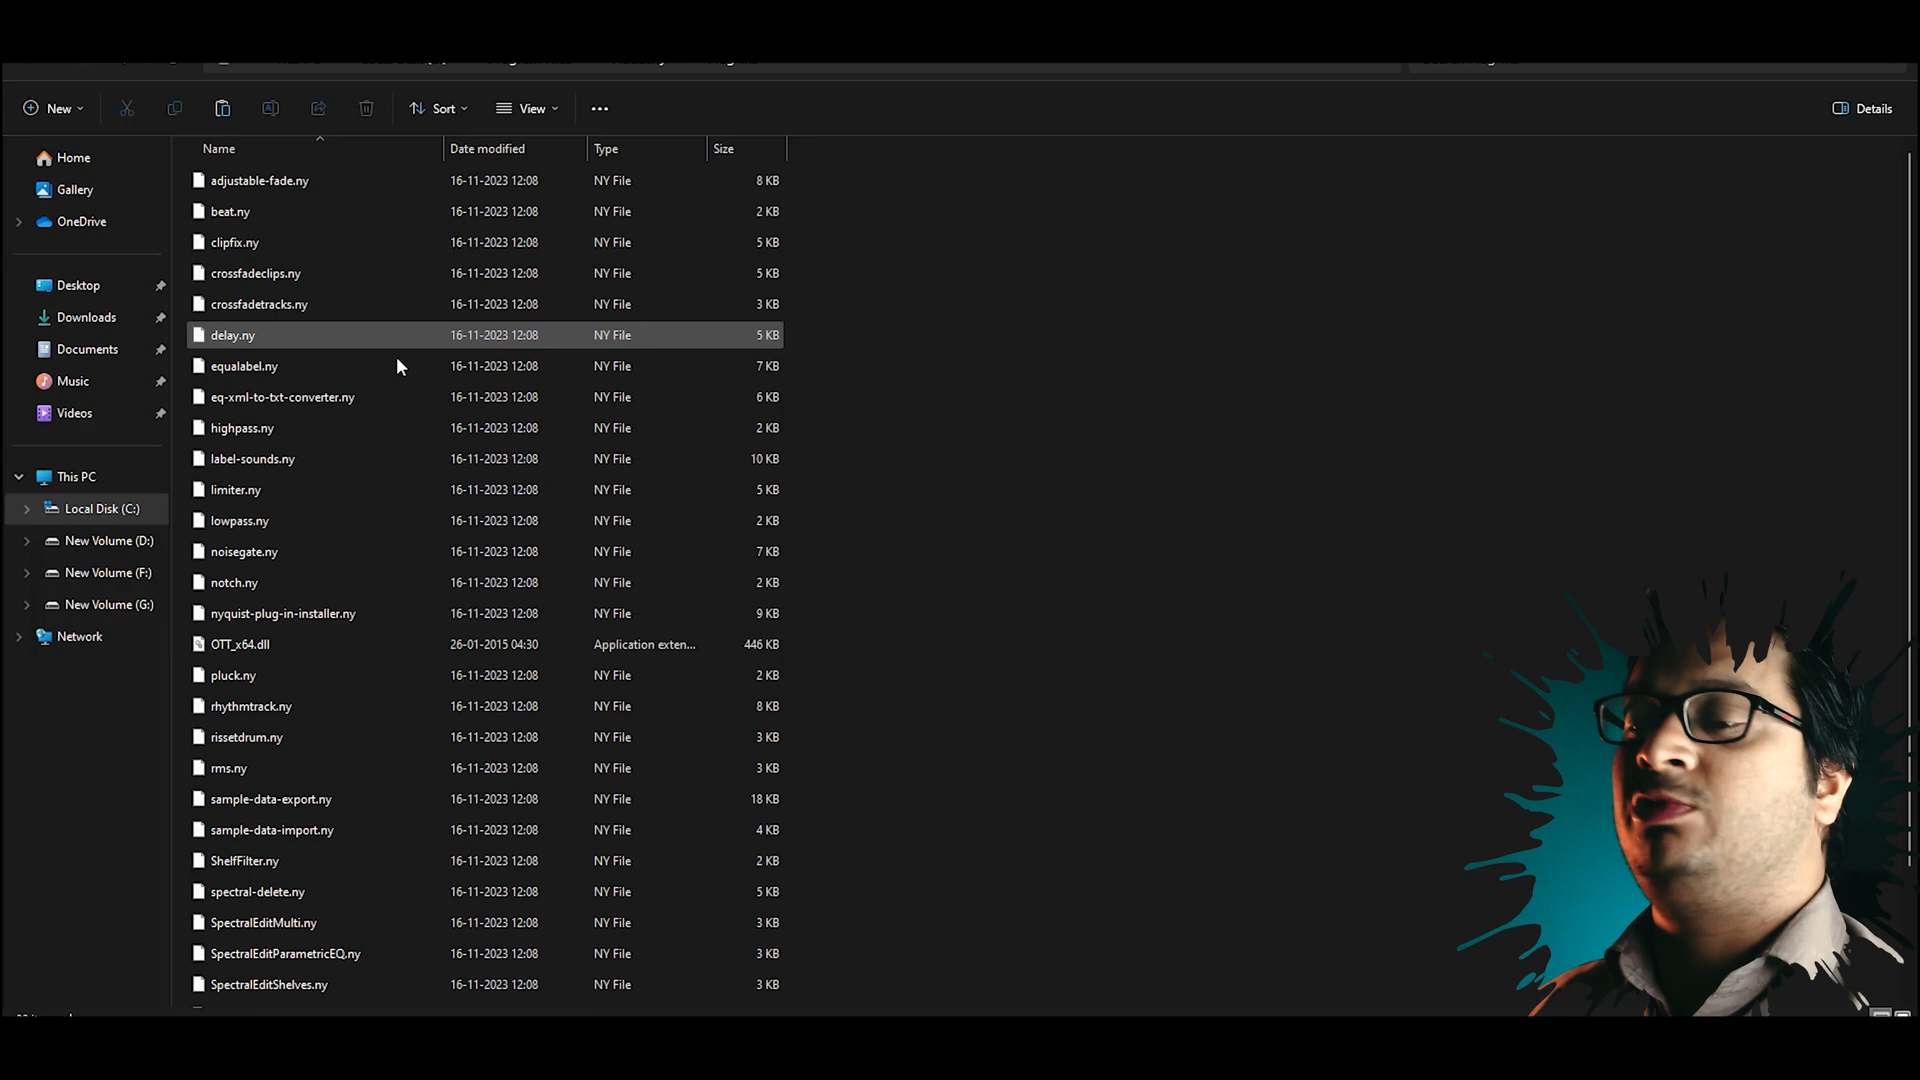 New Sort View Details
Name Date modified Type Size
Home
Gallery
OneDrive
Desktop
Downloads
Documents
Music
Videos
This PC
Local Disk (C:)
New Volume (D:)
New Volume (F:)
New Volume (G:)
Network
adjustable-fade.ny 16-11-2023 12:08 NY File 8 KB
beat.ny 16-11-2023 12:08 NY File 2 KB
clipfix.ny 16-11-2023 12:08 NY File 5 KB
crossfadeclips.ny 16-11-2023 12:08 NY File 5 KB
crossfadetracks.ny 16-11-2023 12:08 NY File 3 KB
delay.ny 16-11-2023 12:08 NY File 5 KB
equalabel.ny 16-11-2023 12:08 NY File 7 KB
eq-xml-to-txt-converter.ny 16-11-2023 12:08 NY File 6 KB
highpass.ny 16-11-2023 12:08 NY File 2 KB
label-sounds.ny 16-11-2023 12:08 NY File 10 KB
limiter.ny 16-11-2023 12:08 NY File 5 KB
lowpass.ny 16-11-2023 12:08 NY File 2 KB
noisegate.ny 16-11-2023 12:08 NY File 7 KB
notch.ny 16-11-2023 12:08 NY File 2 KB
nyquist-plug-in-installer.ny 16-11-2023 12:08 NY File 9 KB
OTT_x64.dll 26-01-2015 04:30 Application exten... 446 KB
pluck.ny 16-11-2023 12:08 NY File 2 KB
rhythmtrack.ny 16-11-2023 12:08 NY File 8 KB
rissetdrum.ny 16-11-2023 12:08 NY File 3 KB
rms.ny 16-11-2023 12:08 NY File 3 KB
sample-data-export.ny 16-11-2023 12:08 NY File 18 KB
sample-data-import.ny 16-11-2023 12:08 NY File 4 KB
ShelfFilter.ny 16-11-2023 12:08 NY File 2 KB
spectral-delete.ny 16-11-2023 12:08 NY File 5 KB
SpectralEditMulti.ny 16-11-2023 12:08 NY File 3 KB
SpectralEditParametricEQ.ny 16-11-2023 12:08 NY File 3 KB
SpectralEditShelves.ny 16-11-2023 12:08 NY File 3 KB